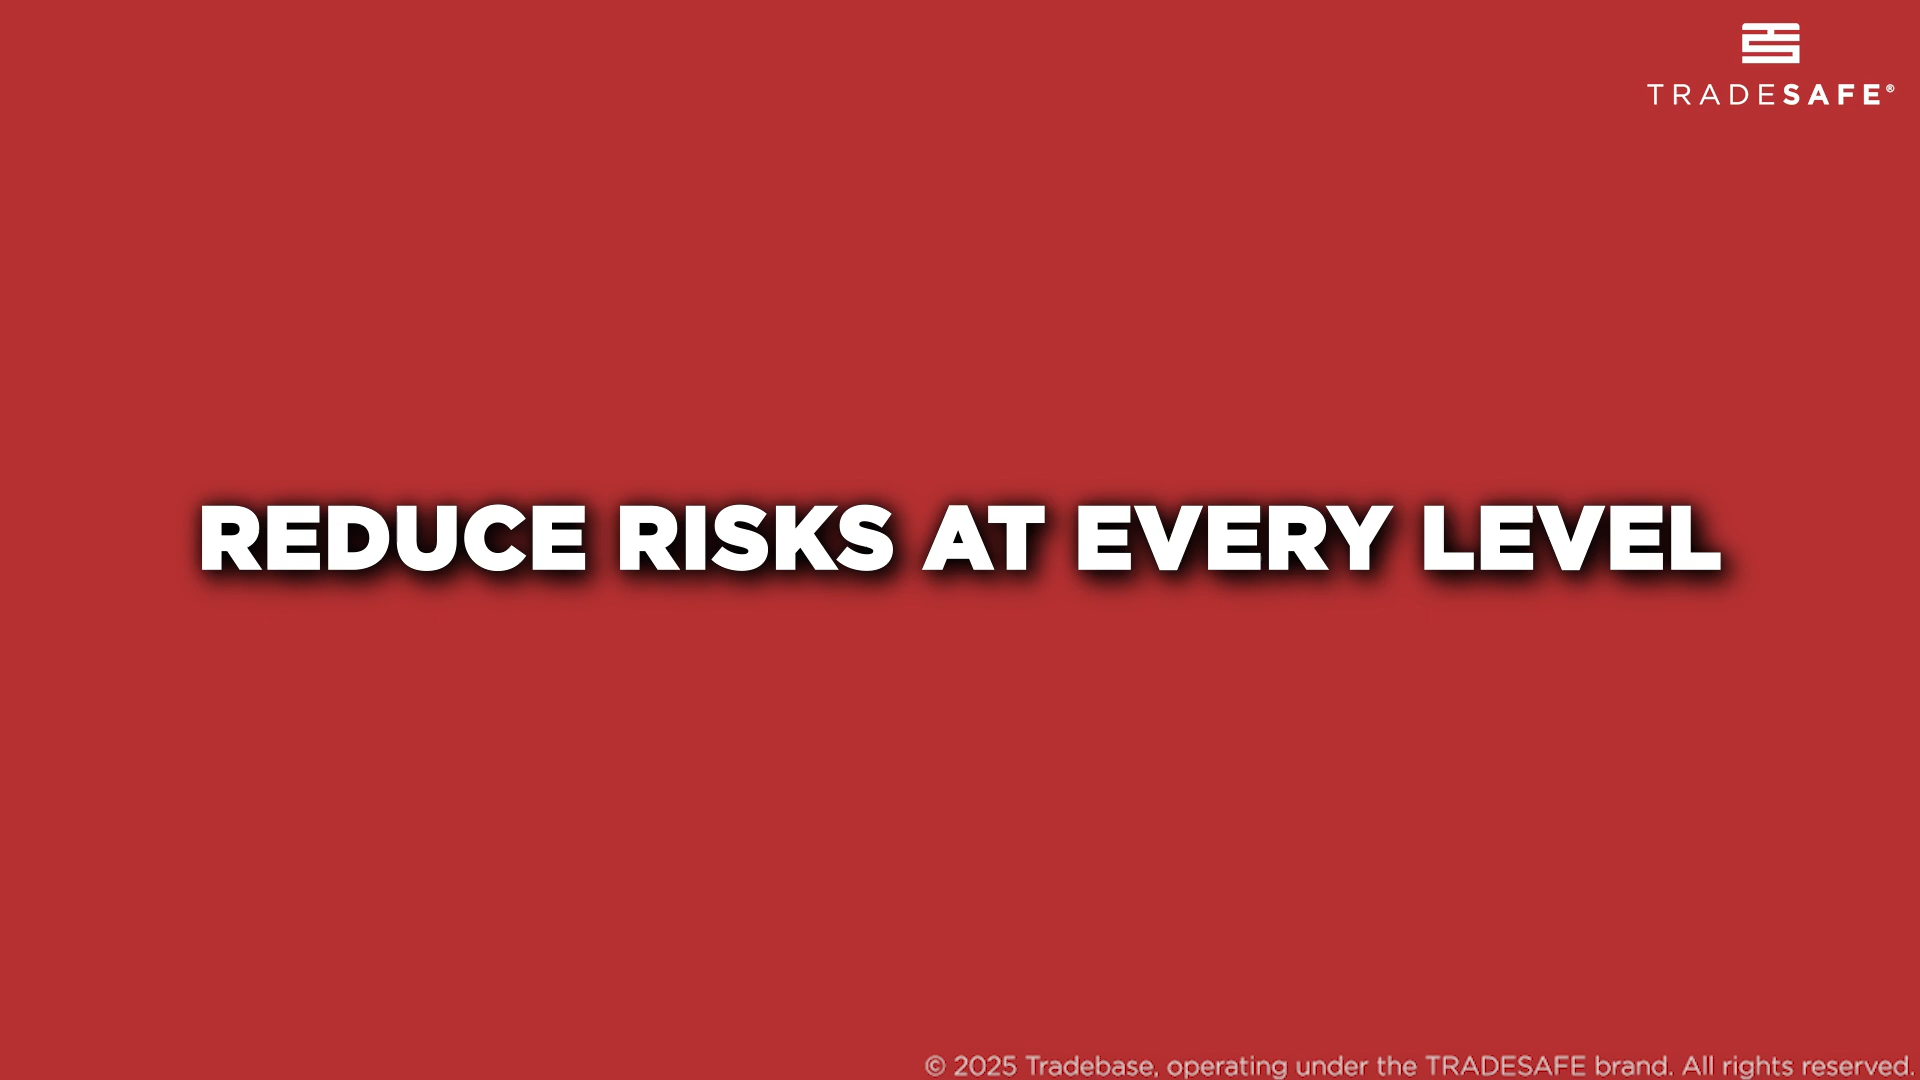 TRADESAFE®
REDUCE RISKS AT EVERY LEVEL
© 2025 Tradebase, operating under the TRADESAFE brand. All rights reserved.